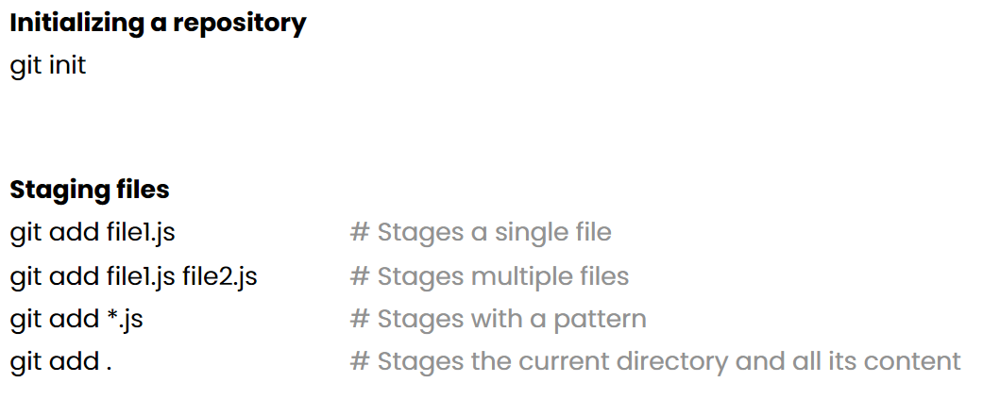 Initializing a repository
git init
Staging files
git add file1.js # Stages a single file
git add file1.js file2.js # Stages multiple files
git add *.js # Stages with a pattern
git add . # Stages the current directory and all its content